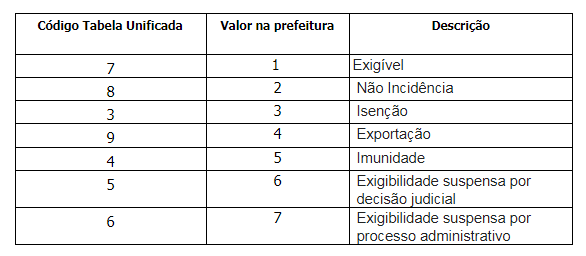 Código Tabela Unificada Valor na prefeitura Descrição
7 1 Exigível
8 2 Não Incidência
3 3 Isenção
9 4 Exportação
4 5 Imunidade
5 6 Exigibilidade suspensa por
decisão judicial
6 7 Exigibilidade suspensa por
processo administrativo